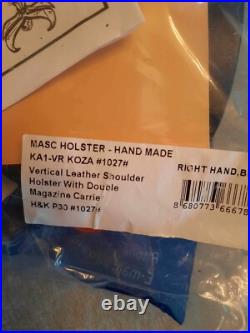 MASC HOLSTER - HAND MADE
KA1-VR KOZA #1027#
Vertical Leather Shoulder
Holster With Double
Magazine Carrie
H&K P30 #1027#
RIGHT HAND,B
8 680773 66678